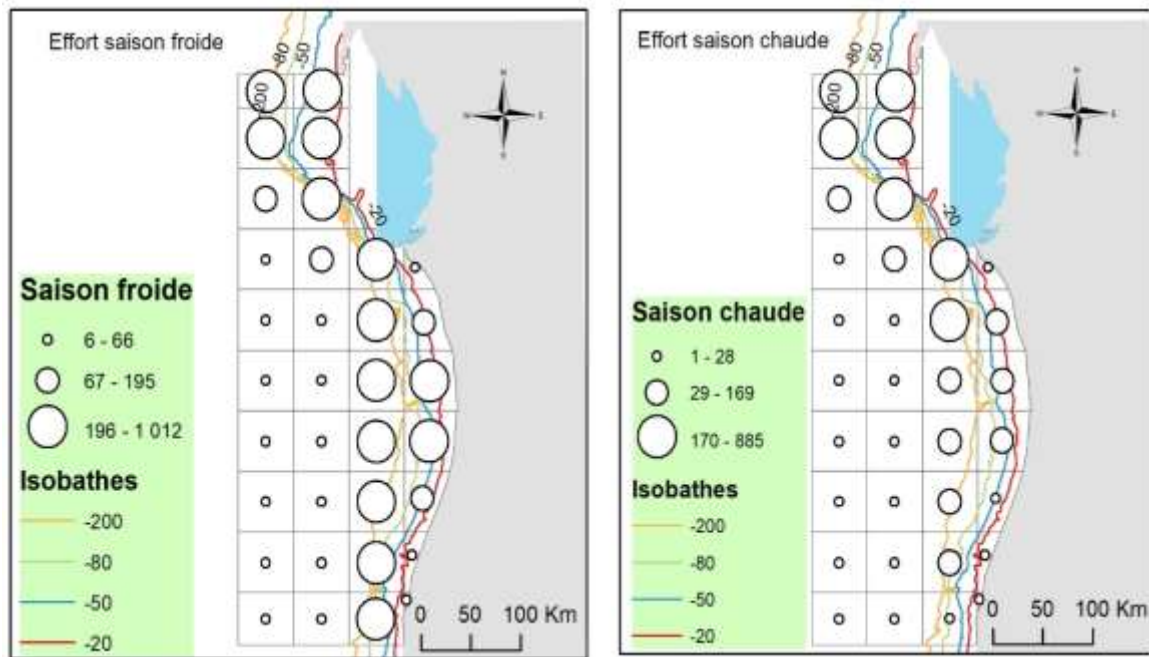 Effort saison froide
-80
-50
-200
-20
Saison froide
6 - 66
67 - 195
196 - 1 012
Isobathes
-200
-80
-50
-20
0 50 100 Km
Effort saison chaude
-80
-50
-200
-20
Saison chaude
1 - 28
29 - 169
170 - 885
Isobathes
-200
-80
-50
-20
0 50 100 Km